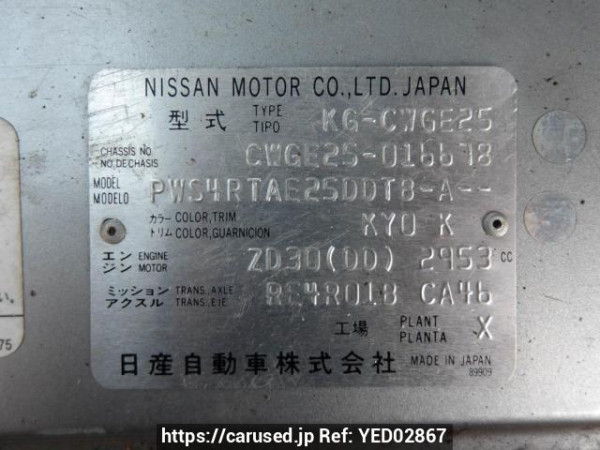 NISSAN MOTOR CO.,LTD. JAPAN
型式 TYPE TIPO KG-CWGE25
CHASSIS NO. NO. DE CHASIS CWGE25-016698
MODEL MODELO PWS4RTAE25DDT8-A--
カラー COLOR,TRIM トリム COLOR,GUARNICION KY0 K
エンジン ENGINE MOTOR ZD30(DD) 2953 CC
ミッション TRANS.,AXLE アクスル TRANS.,EJE RE4R01B CA46
工場 PLANT PLANTA X
日産自動車株式会社 MADE IN JAPAN
89909
い。
75
https://carused.jp Ref: YED02867